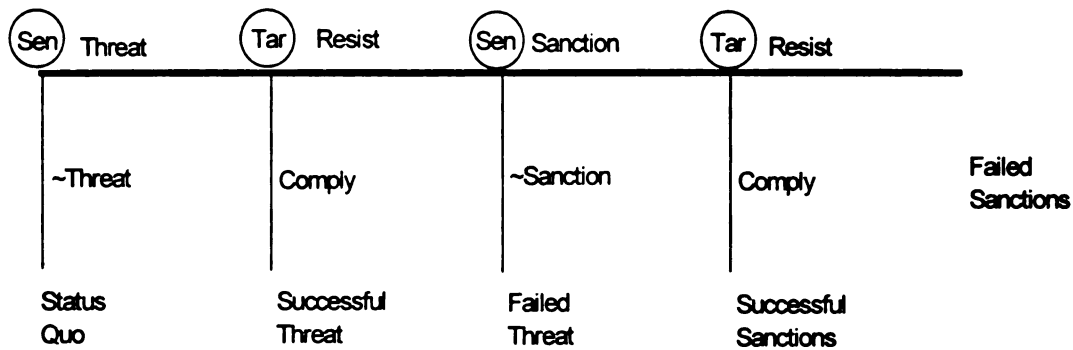 Sen Threat Tar Resist Sen Sanction Tar Resist
~Threat Comply ~Sanction Comply Failed
Sanctions
Status Successful Failed Successful
Quo Threat Threat Sanctions